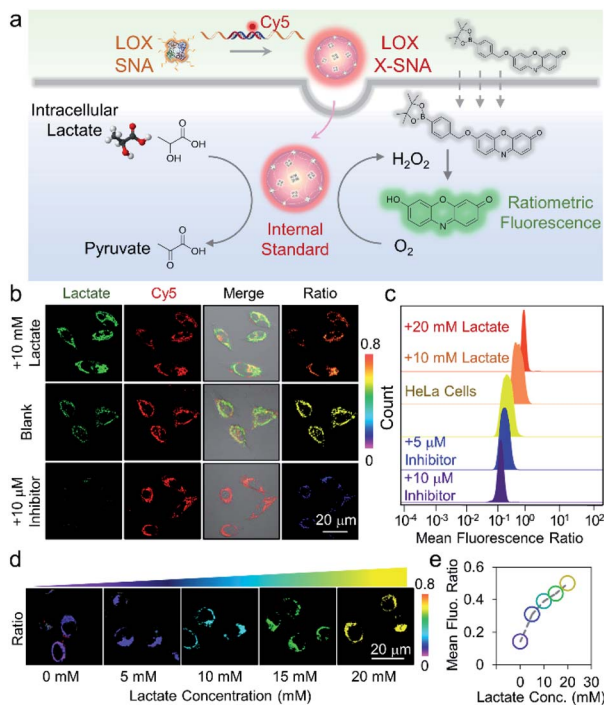 a
Cy5
LOX
SNA
LOX
X-SNA
O
B
O
O
O
N
O
Intracellular
Lactate
OH
OH
O
O
B
O
O
O
N
O
H₂O₂
HO
O
O
N
Ratiometric
Fluorescence
Internal
Standard
Pyruvate
O
OH
O
O₂
b
Lactate
Cy5
Merge
Ratio
+10 mM
Lactate
Blank
+10 μM
Inhibitor
0.8
0
20 μm
c
Count
+20 mM Lactate
+10 mM Lactate
HeLa Cells
+5 μM
Inhibitor
+10 μM
Inhibitor
10⁻⁴
10⁻³
10⁻²
10⁻¹
10⁰
10¹
10²
Mean Fluorescence Ratio
d
Ratio
0.8
0
20 μm
0 mM
5 mM
10 mM
15 mM
20 mM
Lactate Concentration (mM)
e
Mean Fluo. Ratio
0.6
0.4
0.2
0
0
10
20
30
Lactate Conc. (mM)